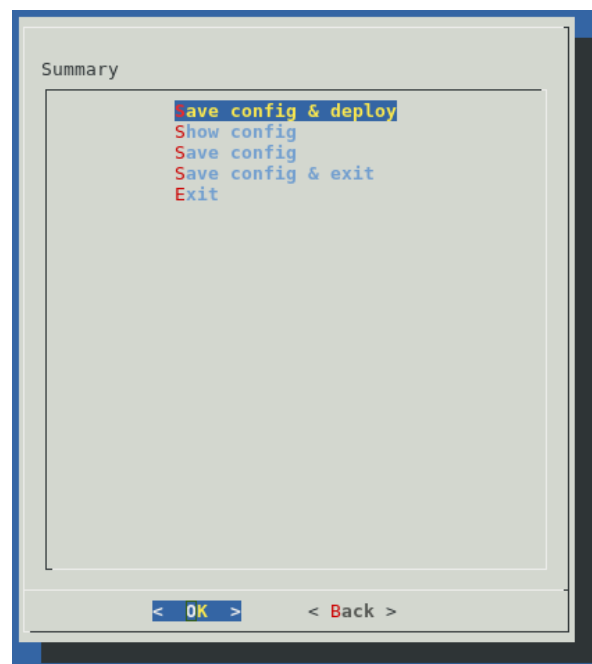 Summary
Save config & deploy
Show config
Save config
Save config & exit
Exit
< OK > < Back >